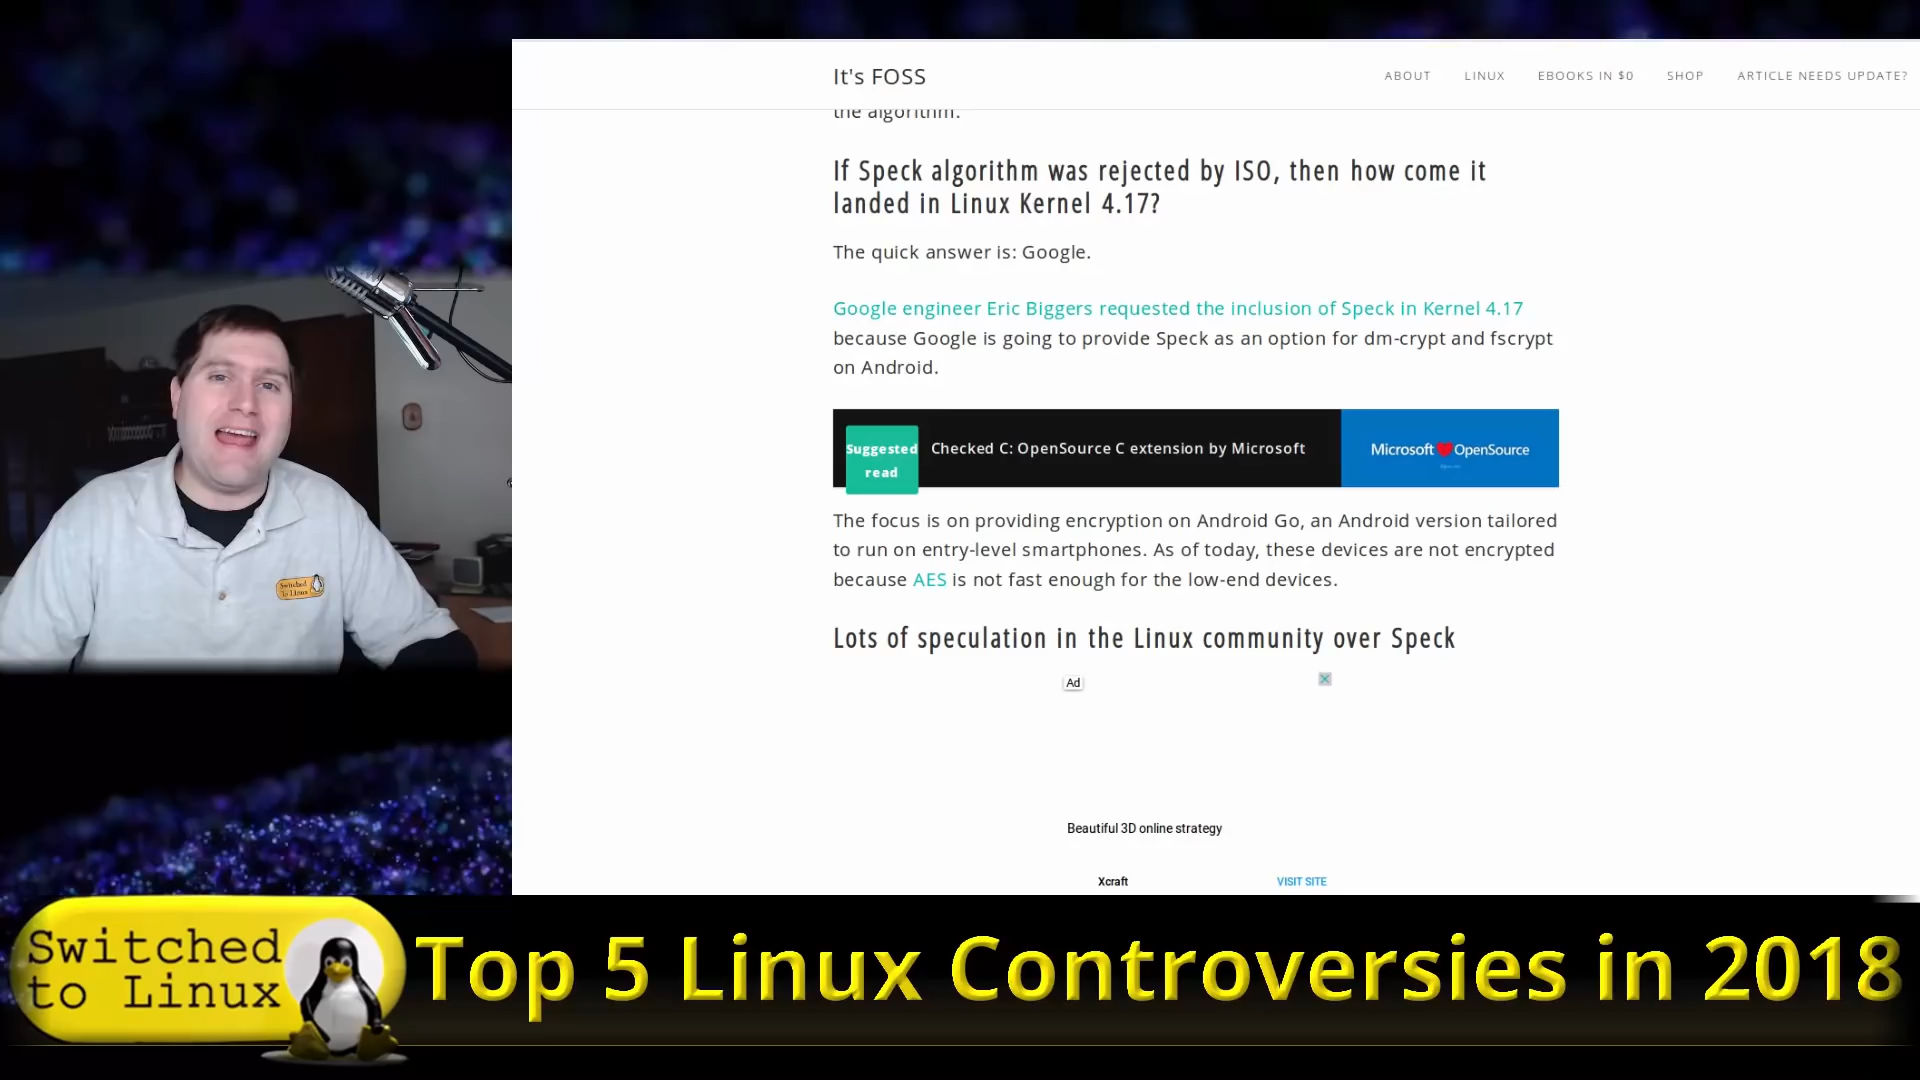 It's FOSS
ABOUT
LINUX
EBOOKS IN $0
SHOP
ARTICLE NEEDS UPDATE?
the algorithm.
If Speck algorithm was rejected by ISO, then how come it
landed in Linux Kernel 4.17?
The quick answer is: Google.
Google engineer Eric Biggers requested the inclusion of Speck in Kernel 4.17
because Google is going to provide Speck as an option for dm-crypt and fscrypt
on Android.
Suggested
read
Checked C: OpenSource C extension by Microsoft
Microsoft OpenSource
The focus is on providing encryption on Android Go, an Android version tailored
to run on entry-level smartphones. As of today, these devices are not encrypted
because AES is not fast enough for the low-end devices.
Lots of speculation in the Linux community over Speck
Ad
Beautiful 3D online strategy
Xcraft
VISIT SITE
Switched
To Linux
Switched
to Linux
Top 5 Linux Controversies in 2018